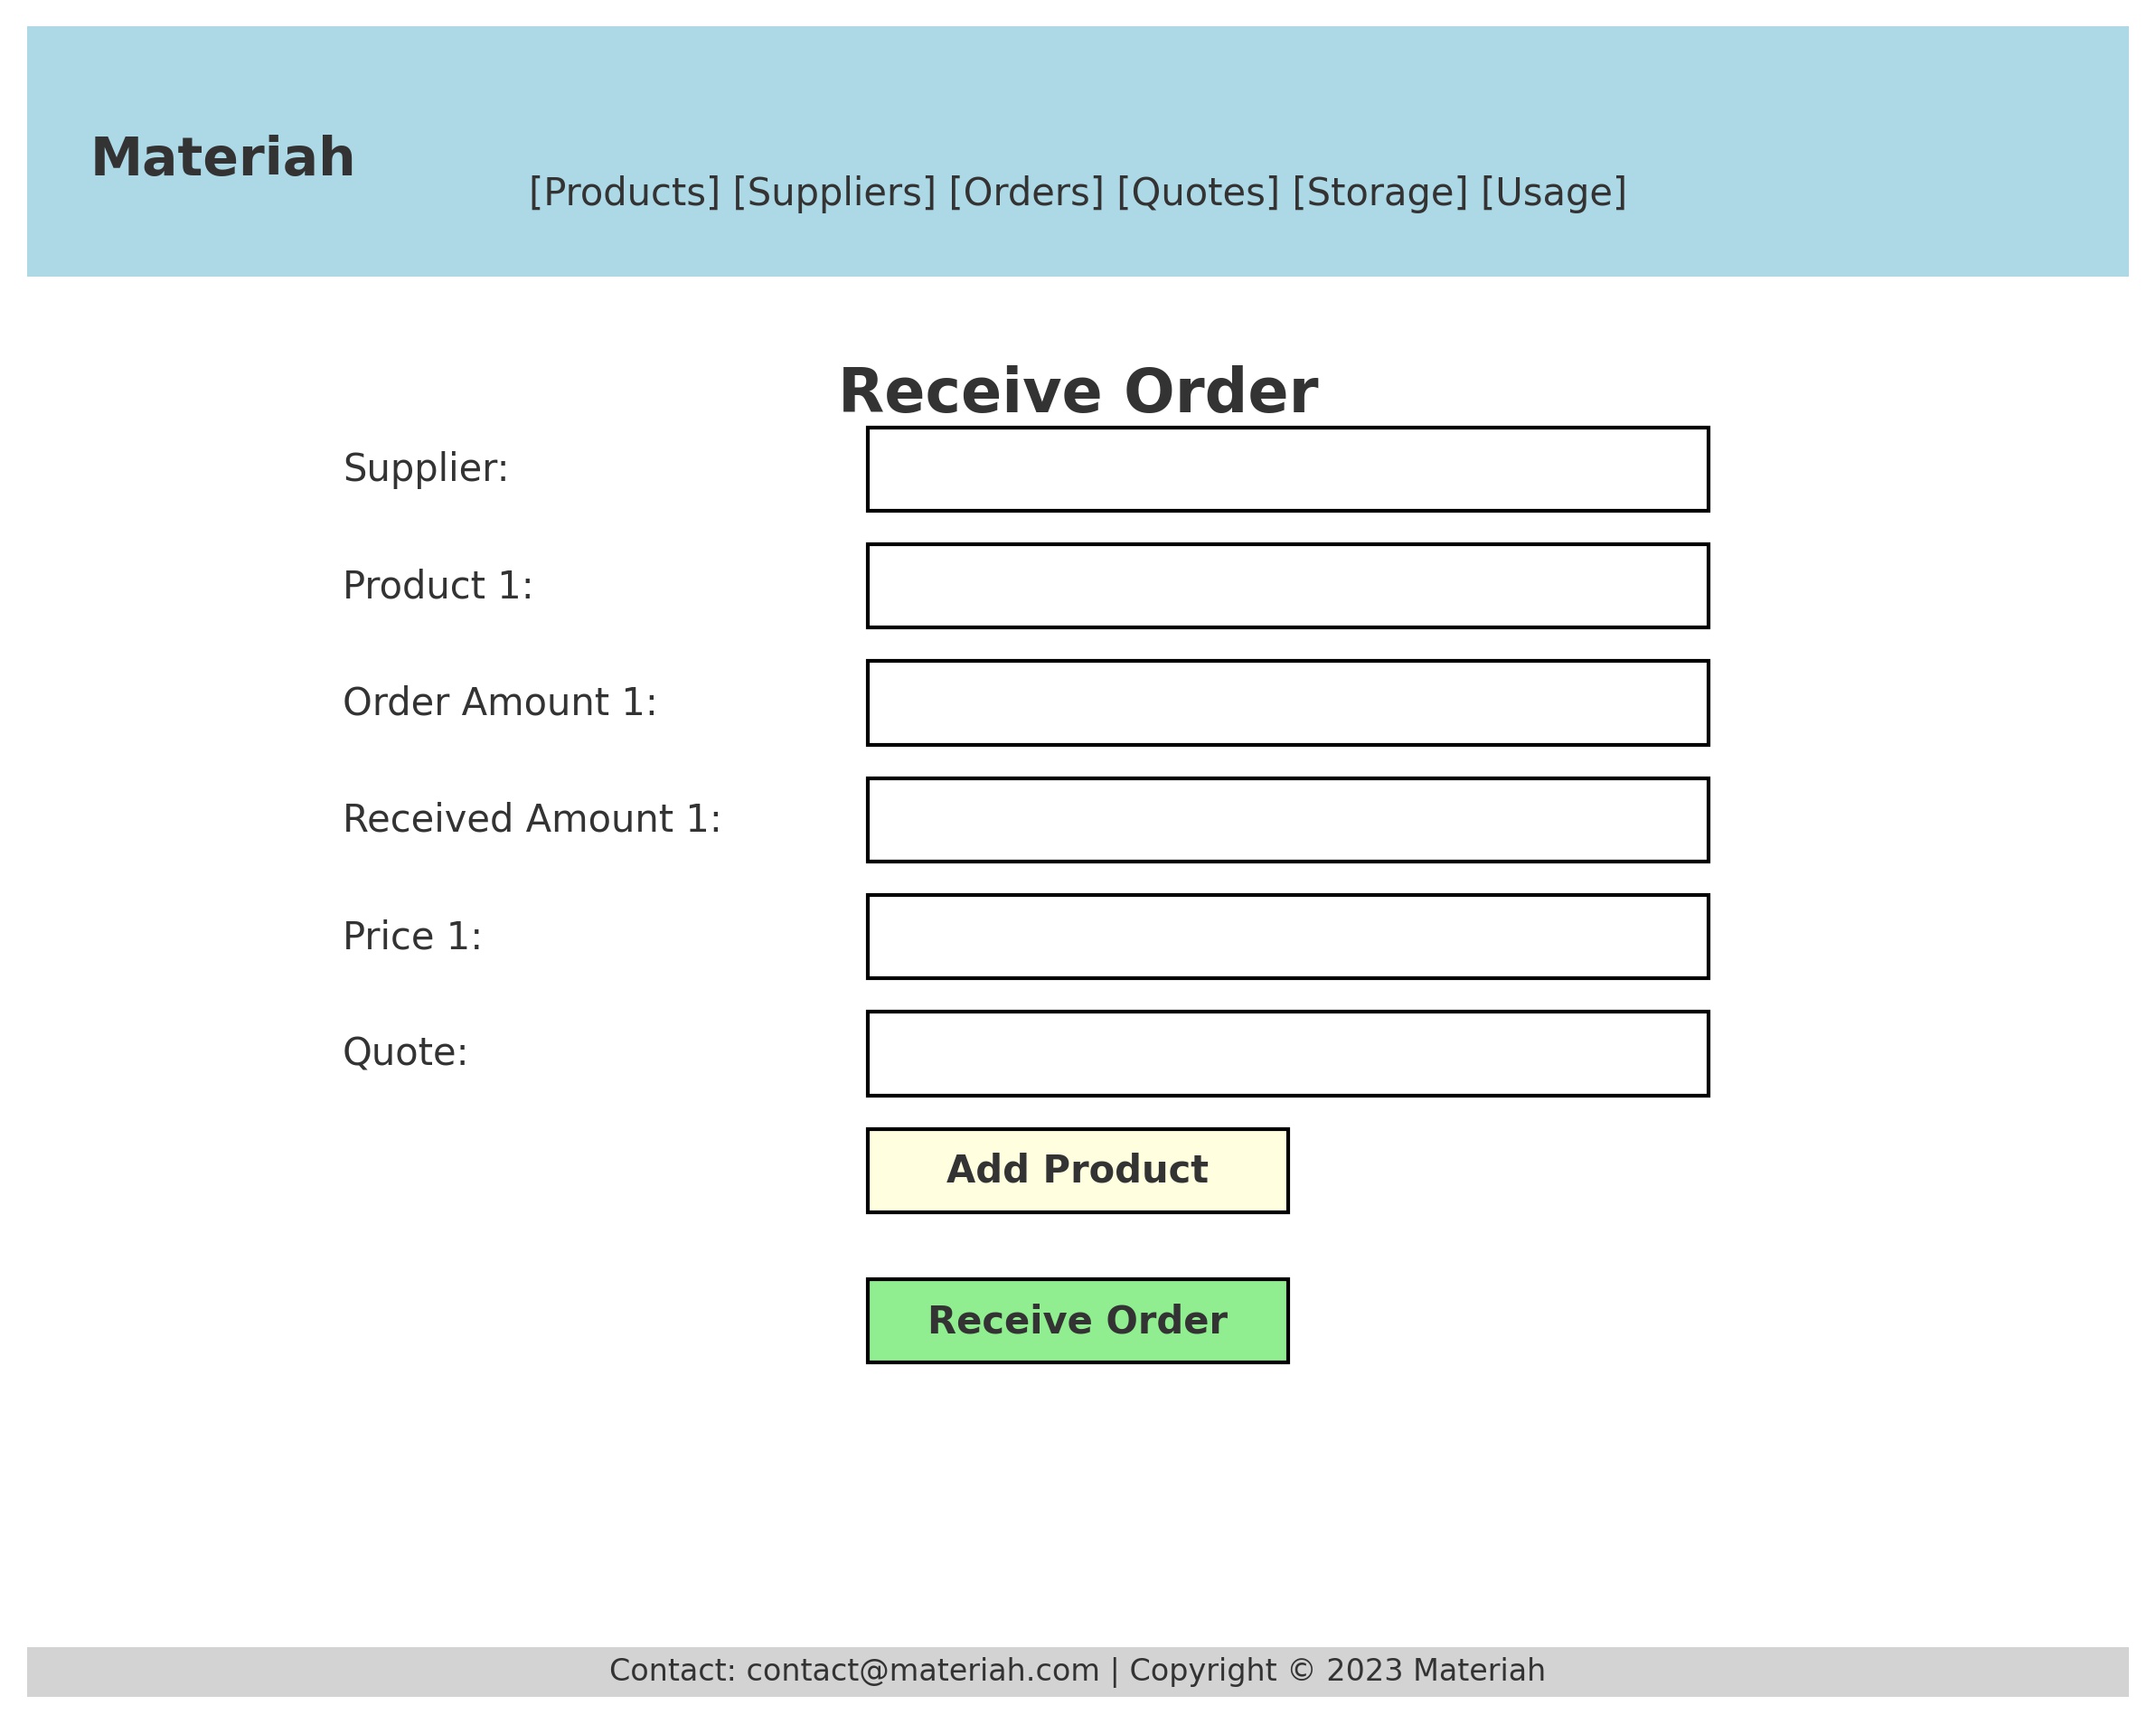 Materiah
[Products] [Suppliers] [Orders] [Quotes] [Storage] [Usage]
Receive Order
Supplier:
Product 1:
Order Amount 1:
Received Amount 1:
Price 1:
Quote:
Add Product
Receive Order
Contact: contact@materiah.com | Copyright © 2023 Materiah